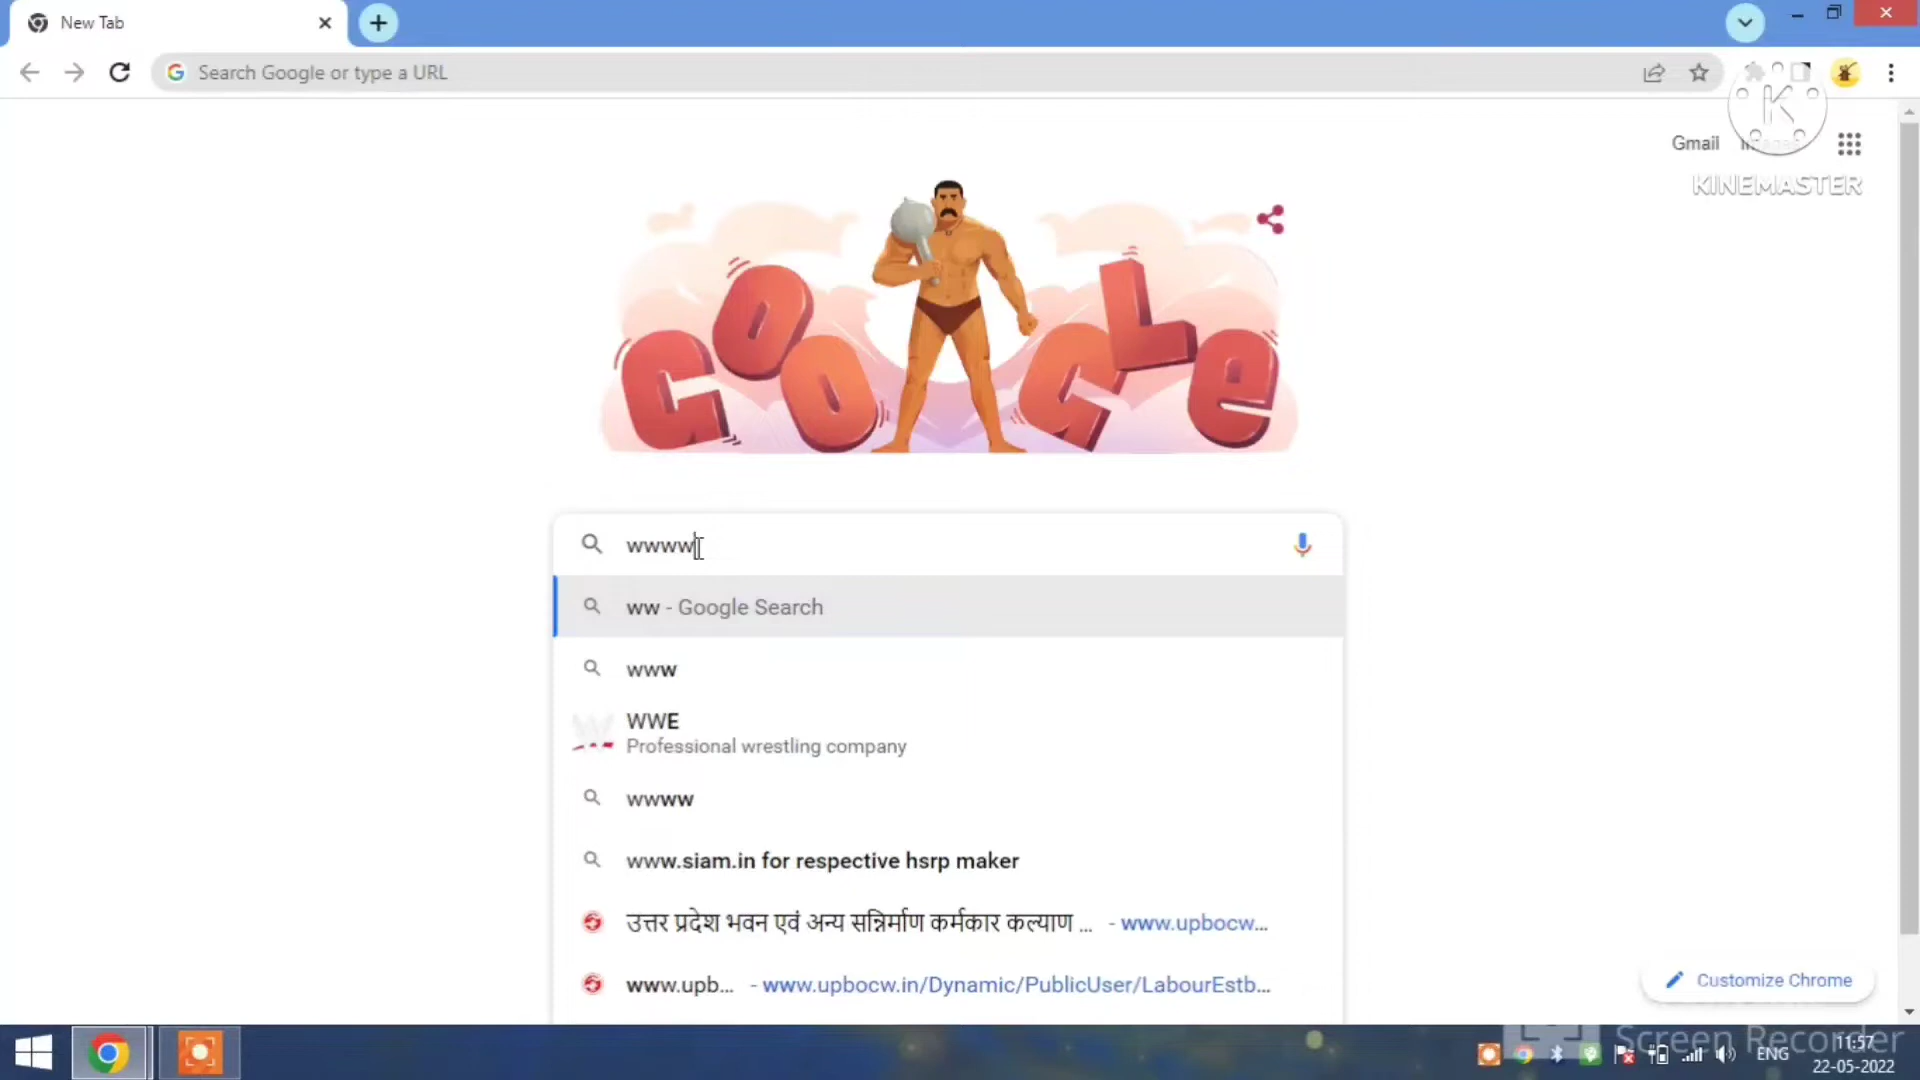 New Tab
Search Google or type a URL
Gmail
KINEMASTER
GOOGLe
wwww
ww - Google Search
www
WWE
Professional wrestling company
wwww
www.siam.in for respective hsrp maker
उत्तर प्रदेश भवन एवं अन्य सन्निर्माण कर्मकार कल्याण ... - www.upbocw...
www.upb... - www.upbocw.in/Dynamic/PublicUser/LabourEstb...
Customize Chrome
Screen Recorder
ENG
11:57
22-05-2022